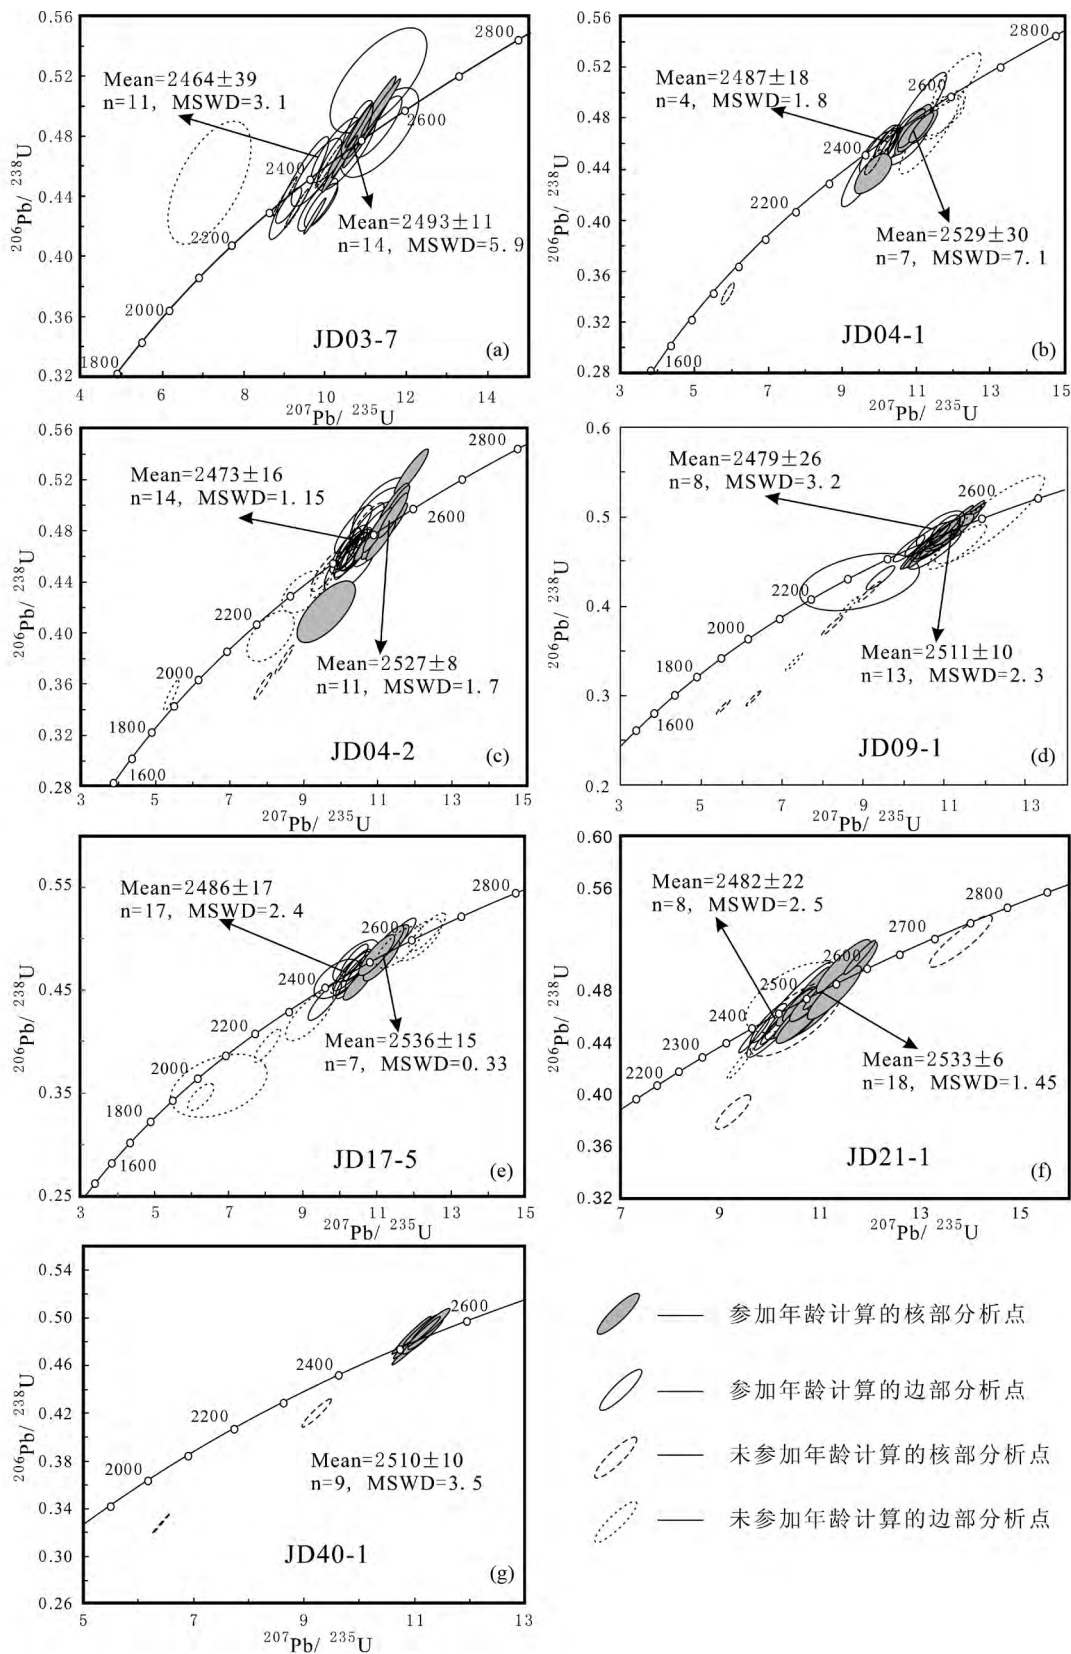 0.56
0.52
0.48
0.44
0.40
0.36
0.32
²⁰⁶Pb/ ²³⁸U
Mean=2464±39
n=11, MSWD=3.1
2800
2600
2400
2200
2000
1800
Mean=2493±11
n=14, MSWD=5.9
JD03-7
(a)
4 6 8 10 12 14
²⁰⁷Pb/ ²³⁵U
0.56
0.52
0.48
0.44
0.40
0.36
0.32
0.28
²⁰⁶Pb/ ²³⁸U
Mean=2487±18
n=4, MSWD=1.8
2800
2600
2400
2200
1600
Mean=2529±30
n=7, MSWD=7.1
JD04-1
(b)
3 5 7 9 11 13 15
²⁰⁷Pb/ ²³⁵U
0.56
0.52
0.48
0.44
0.40
0.36
0.32
0.28
²⁰⁶Pb/ ²³⁸U
Mean=2473±16
n=14, MSWD=1.15
2800
2600
2200
2000
1800
1600
Mean=2527±8
n=11, MSWD=1.7
JD04-2
(c)
3 5 7 9 11 13 15
²⁰⁷Pb/ ²³⁵U
0.6
0.5
0.4
0.3
0.2
²⁰⁶Pb/ ²³⁸U
Mean=2479±26
n=8, MSWD=3.2
2600
2200
2000
1800
1600
Mean=2511±10
n=13, MSWD=2.3
JD09-1
(d)
3 5 7 9 11 13
²⁰⁷Pb/ ²³⁵U
0.55
0.45
0.35
0.25
²⁰⁶Pb/ ²³⁸U
Mean=2486±17
n=17, MSWD=2.4
2800
2600
2400
2200
2000
1800
1600
Mean=2536±15
n=7, MSWD=0.33
JD17-5
(e)
3 5 7 9 11 13 15
²⁰⁷Pb/ ²³⁵U
0.60
0.56
0.48
0.44
0.40
0.36
0.32
²⁰⁶Pb/ ²³⁸U
Mean=2482±22
n=8, MSWD=2.5
2800
2700
2600
2500
2400
2300
2200
Mean=2533±6
n=18, MSWD=1.45
JD21-1
(f)
7 9 11 13 15
²⁰⁷Pb/ ²³⁵U
0.54
0.50
0.46
0.42
0.38
0.34
0.30
0.26
²⁰⁶Pb/ ²³⁸U
2600
2400
2200
2000
Mean=2510±10
n=9, MSWD=3.5
JD40-1
(g)
5 7 9 11 13
²⁰⁷Pb/ ²³⁵U
参加年龄计算的核部分析点
参加年龄计算的边部分析点
未参加年龄计算的核部分析点
未参加年龄计算的边部分析点